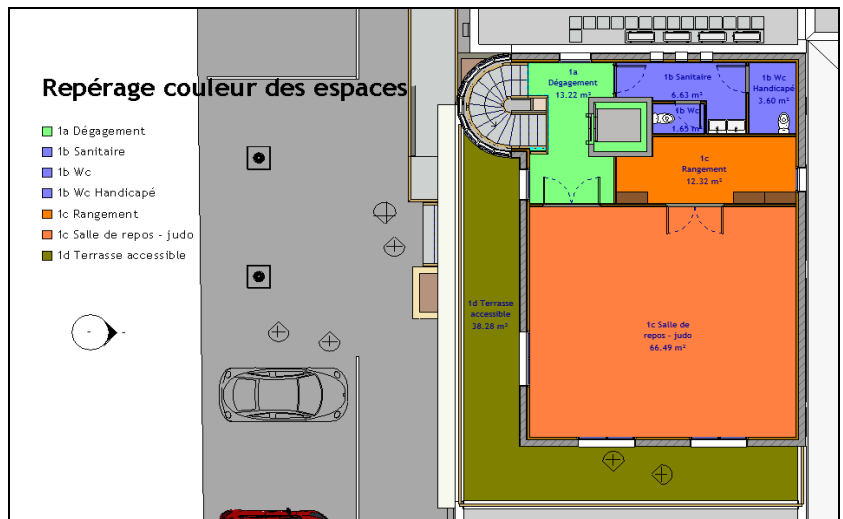 Repérage couleur des espaces
1a Dégagement
1b Sanitaire
1b Wc
1b Wc Handicapé
1c Rangement
1c Salle de repos - judo
1d Terrasse accessible
1a
Dégagement
13.22 m²
1b Sanitaire
6.63 m²
1b Wc
1.65 m²
1b Wc
Handicapé
3.60 m²
1c
Rangement
12.32 m²
1d Terrasse
accessible
38.28 m²
1c Salle de
repos - judo
66.49 m²